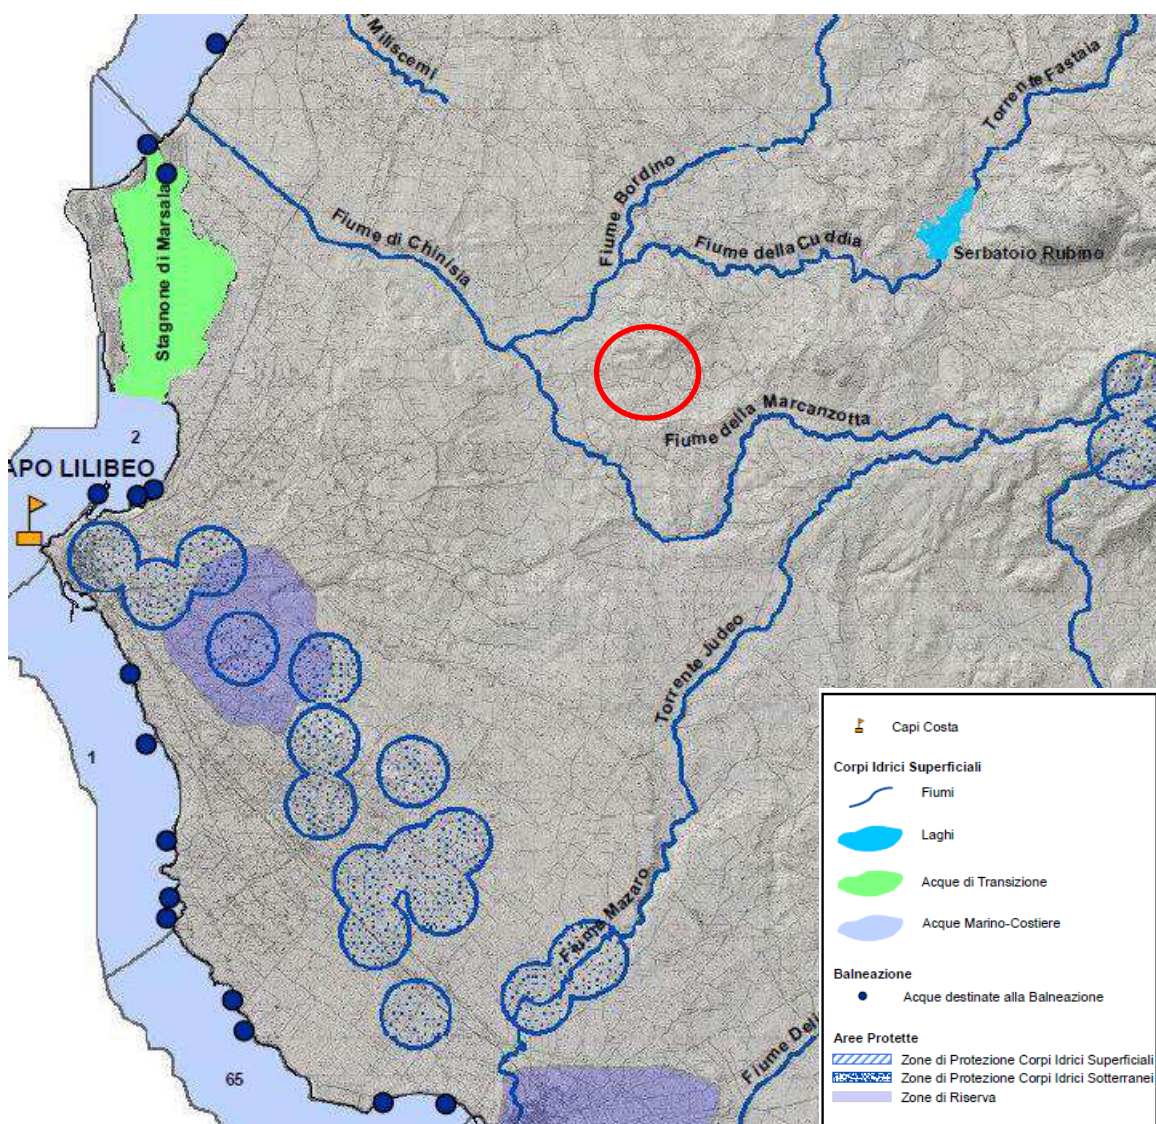 Miliscemi
Torrente Fastaia
Fiume Bordino
Fiume di Chinisia
Fiume della Cuddia
Serbatoio Rubino
Stagnone di Marsala
Fiume della Marcanzotta
2
APO LILIBEO
Torrente Judeo
1
Fiume Mazaro
65
Fiume Dell
Capi Costa
Corpi Idrici Superficiali
Fiumi
Laghi
Acque di Transizione
Acque Marino-Costiere
Balneazione
Acque destinate alla Balneazione
Aree Protette
Zone di Protezione Corpi Idrici Superficiali
Zone di Protezione Corpi Idrici Sotterranei
Zone di Riserva